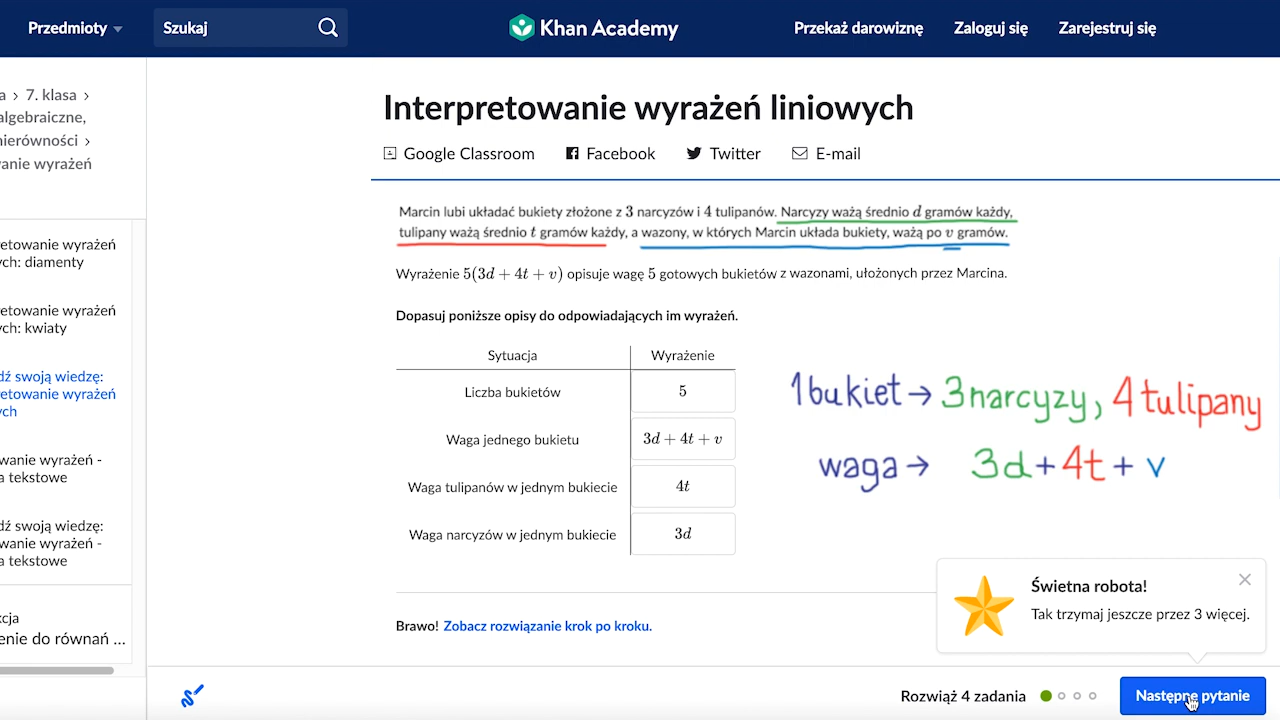 Przedmioty
Szukaj
Khan Academy
Przekaż darowiznę
Zaloguj się
Zarejestruj się
a > 7. klasa >
algebraiczne,
nierówności >
anie wyrażeń
etowanie wyrażeń
ych: diamenty
etowanie wyrażeń
ych: kwiaty
dź swoją wiedzę:
etowanie wyrażeń
ych
wanie wyrażeń -
a tekstowe
dź swoją wiedzę:
wanie wyrażeń -
a tekstowe
kcja
enie do równań ...
Interpretowanie wyrażeń liniowych
Google Classroom
Facebook
Twitter
E-mail
Marcin lubi układać bukiety złożone z 3 narcyzów i 4 tulipanów. Narcyzy ważą średnio d gramów każdy,
tulipany ważą średnio t gramów każdy, a wazony, w których Marcin układa bukiety, ważą po v gramów.
Wyrażenie 5(3d + 4t + v) opisuje wagę 5 gotowych bukietów z wazonami, ułożonych przez Marcina.
Dopasuj poniższe opisy do odpowiadających im wyrażeń.
Sytuacja Wyrażenie
Liczba bukietów 5
Waga jednego bukietu 3d + 4t + v
Waga tulipanów w jednym bukiecie 4t
Waga narcyzów w jednym bukiecie 3d
1 bukiet → 3 narcyzy, 4 tulipany
waga → 3d + 4t + v
Świetna robota!
Tak trzymaj jeszcze przez 3 więcej.
Brawo! Zobacz rozwiązanie krok po kroku.
Rozwiąż 4 zadania
Następne pytanie